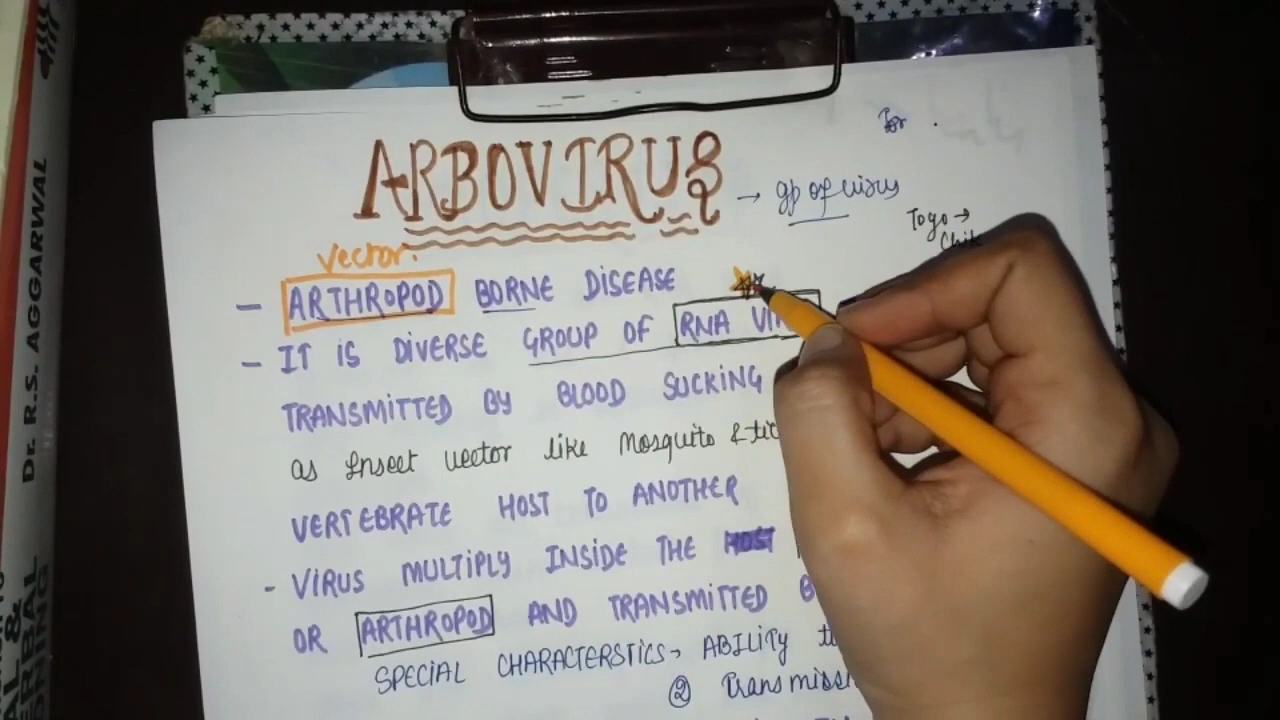 ARBOVIRUS → gp of virus
Togo →
Vector.
- ARTHROPOD BORNE DISEASE
- IT IS DIVERSE GROUP OF RNA
TRANSMITTED BY BLOOD SUCKING
as Insect vector like Mosquito &
VERTEBRATE HOST TO ANOTHER
- VIRUS MULTIPLY INSIDE THE HOST
OR ARTHROPOD AND TRANSMITTED
SPECIAL CHARACTERSTICS → ABILITY
②
Dr. R.S. AGGARWAL